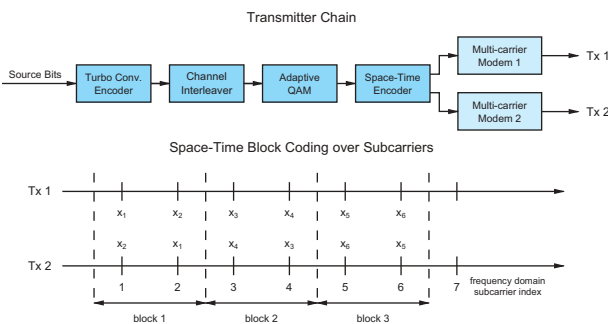 Transmitter Chain
Source Bits
Turbo Conv. Encoder
Channel Interleaver
Adaptive QAM
Space-Time Encoder
Multi-carrier Modem 1
Tx 1
Multi-carrier Modem 2
Tx 2
Space-Time Block Coding over Subcarriers
Tx 1
x₁ x₂ x₃ x₄ x₅ x₆
x₂ x₁ x₄ x₃ x₆ x₅
Tx 2
1 2 3 4 5 6 7
frequency domain
subcarrier index
block 1 block 2 block 3